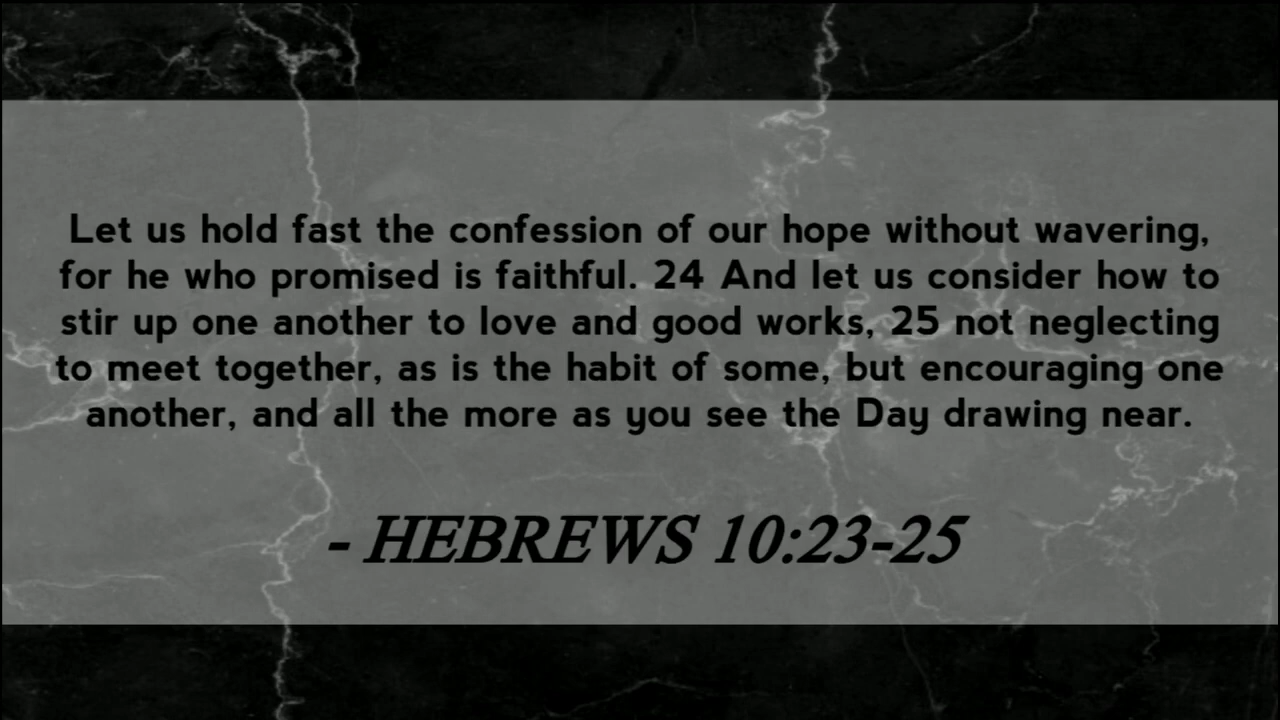 Let us hold fast the confession of our hope without wavering,
for he who promised is faithful. 24 And let us consider how to
stir up one another to love and good works, 25 not neglecting
to meet together, as is the habit of some, but encouraging one
another, and all the more as you see the Day drawing near.
- HEBREWS 10:23-25